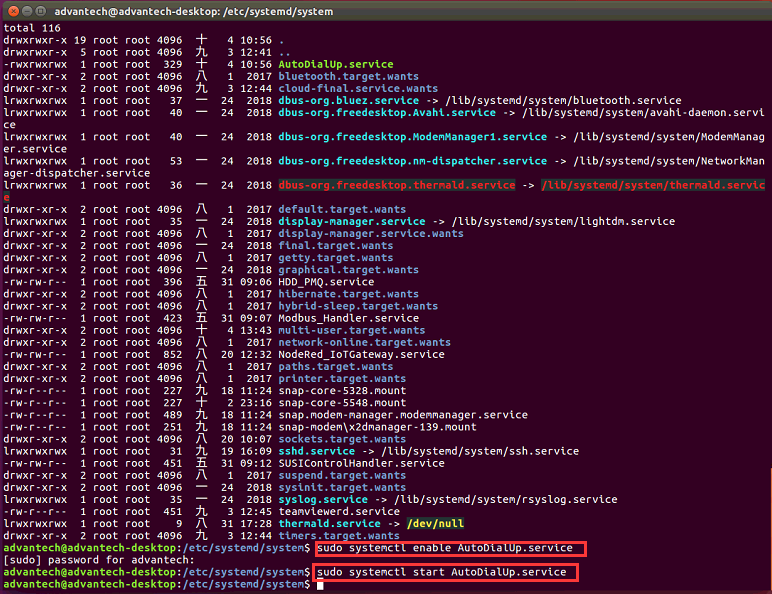 advantech@advantech-desktop: /etc/systemd/system
total 116
drwxrwxr-x 19 root root 4096 十 4 10:56 .
drwxrwxr-x 5 root root 4096 九 3 12:41 ..
-rwxrwxrwx 1 root root 329 十 4 10:56 AutoDialUp.service
drwxr-xr-x 2 root root 4096 八 1 2017 bluetooth.target.wants
drwxr-xr-x 2 root root 4096 九 3 12:44 cloud-final.service.wants
lrwxrwxrwx 1 root root 37 一 24 2018 dbus-org.bluez.service -> /lib/systemd/system/bluetooth.service
lrwxrwxrwx 1 root root 40 一 24 2018 dbus-org.freedesktop.Avahi.service -> /lib/systemd/system/avahi-daemon.servi
ce
lrwxrwxrwx 1 root root 40 一 24 2018 dbus-org.freedesktop.ModemManager1.service -> /lib/systemd/system/ModemManag
er.service
lrwxrwxrwx 1 root root 53 一 24 2018 dbus-org.freedesktop.nm-dispatcher.service -> /lib/systemd/system/NetworkMan
ager-dispatcher.service
lrwxrwxrwx 1 root root 36 一 24 2018 dbus-org.freedesktop.thermald.service -> /lib/systemd/system/thermald.servic
e
drwxr-xr-x 2 root root 4096 八 1 2017 default.target.wants
lrwxrwxrwx 1 root root 35 一 24 2018 display-manager.service -> /lib/systemd/system/lightdm.service
drwxr-xr-x 2 root root 4096 八 1 2017 display-manager.service.wants
drwxr-xr-x 2 root root 4096 一 24 2018 final.target.wants
drwxr-xr-x 2 root root 4096 八 1 2017 getty.target.wants
drwxr-xr-x 2 root root 4096 一 24 2018 graphical.target.wants
-rw-rw-r-- 1 root root 396 五 31 09:06 HDD_PMQ.service
drwxr-xr-x 2 root root 4096 八 1 2017 hibernate.target.wants
drwxr-xr-x 2 root root 4096 八 1 2017 hybrid-sleep.target.wants
-rw-rw-r-- 1 root root 423 五 31 09:07 Modbus_Handler.service
drwxr-xr-x 2 root root 4096 十 4 13:43 multi-user.target.wants
drwxr-xr-x 2 root root 4096 八 1 2017 network-online.target.wants
-rw-rw-r-- 1 root root 852 八 20 12:32 NodeRed_IoTGateway.service
drwxr-xr-x 2 root root 4096 八 1 2017 paths.target.wants
drwxr-xr-x 2 root root 4096 八 1 2017 printer.target.wants
-rw-r--r-- 1 root root 227 九 18 11:24 snap-core-5328.mount
-rw-r--r-- 1 root root 227 十 2 23:16 snap-core-5548.mount
-rw-r--r-- 1 root root 489 九 18 11:24 snap.modem-manager.modemmanager.service
-rw-r--r-- 1 root root 251 九 18 11:24 snap-modem\x2dmanager-139.mount
drwxr-xr-x 2 root root 4096 八 20 10:07 sockets.target.wants
lrwxrwxrwx 1 root root 31 九 19 16:09 sshd.service -> /lib/systemd/system/ssh.service
-rw-rw-r-- 1 root root 451 五 31 09:12 SUSIControlHandler.service
drwxr-xr-x 2 root root 4096 八 1 2017 suspend.target.wants
drwxr-xr-x 2 root root 4096 一 24 2018 sysinit.target.wants
lrwxrwxrwx 1 root root 35 一 24 2018 syslog.service -> /lib/systemd/system/rsyslog.service
-rw-r--r-- 1 root root 451 九 3 12:45 teamviewerd.service
lrwxrwxrwx 1 root root 9 八 31 17:28 thermald.service -> /dev/null
drwxr-xr-x 2 root root 4096 九 3 12:44 timers.target.wants
advantech@advantech-desktop:/etc/systemd/system$ sudo systemctl enable AutoDialUp.service
[sudo] password for advantech:
advantech@advantech-desktop:/etc/systemd/system$ sudo systemctl start AutoDialUp.service
advantech@advantech-desktop:/etc/systemd/system$